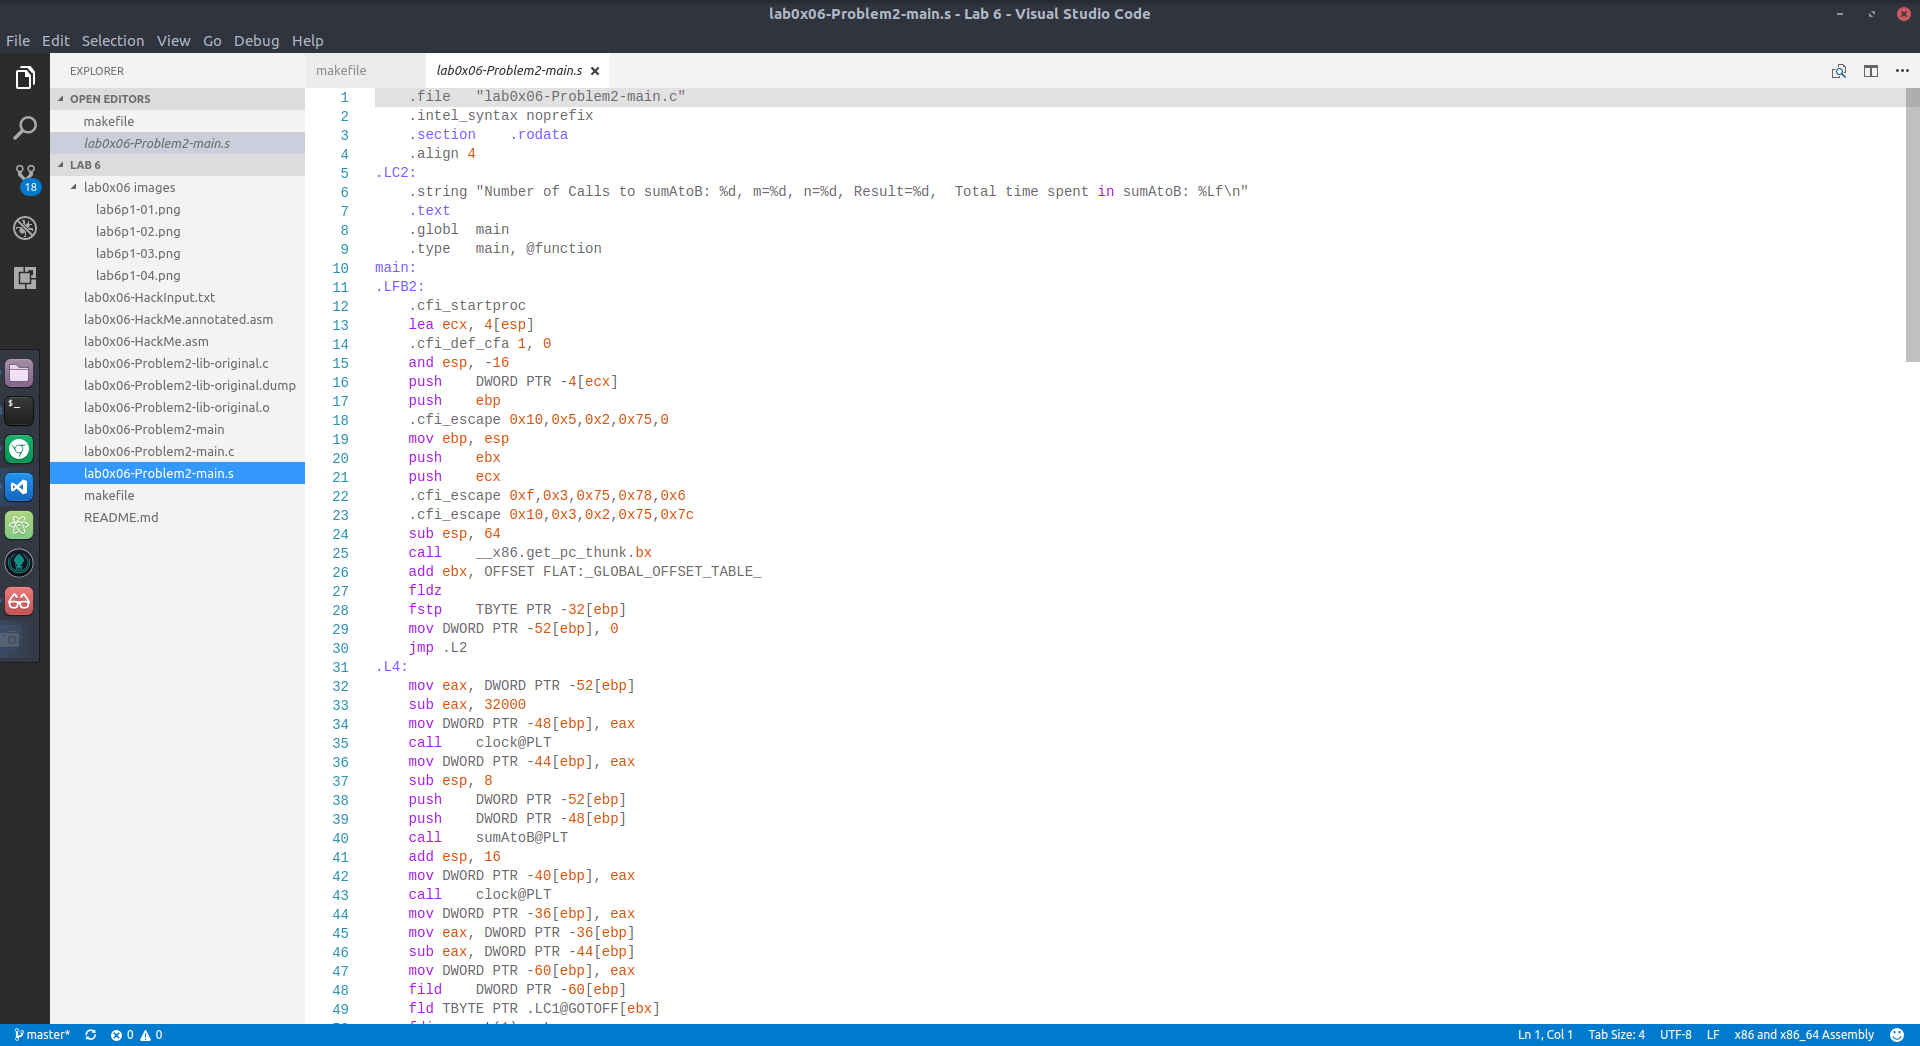 lab0x06-Problem2-main.s - Lab 6 - Visual Studio Code
File Edit Selection View Go Debug Help
EXPLORER
OPEN EDITORS
makefile
lab0x06-Problem2-main.s
LAB 6
lab0x06 images
lab6p1-01.png
lab6p1-02.png
lab6p1-03.png
lab6p1-04.png
lab0x06-HackInput.txt
lab0x06-HackMe.annotated.asm
lab0x06-HackMe.asm
lab0x06-Problem2-lib-original.c
lab0x06-Problem2-lib-original.dump
lab0x06-Problem2-lib-original.o
lab0x06-Problem2-main
lab0x06-Problem2-main.c
lab0x06-Problem2-main.s
makefile
README.md
18
makefile lab0x06-Problem2-main.s
1 .file "lab0x06-Problem2-main.c"
2 .intel_syntax noprefix
3 .section .rodata
4 .align 4
5 .LC2:
6 .string "Number of Calls to sumAtoB: %d, m=%d, n=%d, Result=%d,  Total time spent in sumAtoB: %Lf\n"
7 .text
8 .globl main
9 .type main, @function
10 main:
11 .LFB2:
12 .cfi_startproc
13 lea ecx, 4[esp]
14 .cfi_def_cfa 1, 0
15 and esp, -16
16 push DWORD PTR -4[ecx]
17 push ebp
18 .cfi_escape 0x10,0x5,0x2,0x75,0
19 mov ebp, esp
20 push ebx
21 push ecx
22 .cfi_escape 0xf,0x3,0x75,0x78,0x6
23 .cfi_escape 0x10,0x3,0x2,0x75,0x7c
24 sub esp, 64
25 call __x86.get_pc_thunk.bx
26 add ebx, OFFSET FLAT:_GLOBAL_OFFSET_TABLE_
27 fldz
28 fstp TBYTE PTR -32[ebp]
29 mov DWORD PTR -52[ebp], 0
30 jmp .L2
31 .L4:
32 mov eax, DWORD PTR -52[ebp]
33 sub eax, 32000
34 mov DWORD PTR -48[ebp], eax
35 call clock@PLT
36 mov DWORD PTR -44[ebp], eax
37 sub esp, 8
38 push DWORD PTR -52[ebp]
39 push DWORD PTR -48[ebp]
40 call sumAtoB@PLT
41 add esp, 16
42 mov DWORD PTR -40[ebp], eax
43 call clock@PLT
44 mov DWORD PTR -36[ebp], eax
45 mov eax, DWORD PTR -36[ebp]
46 sub eax, DWORD PTR -44[ebp]
47 mov DWORD PTR -60[ebp], eax
48 fild DWORD PTR -60[ebp]
49 fld TBYTE PTR .LC1@GOTOFF[ebx]
master* 0 0 Ln 1, Col 1 Tab Size: 4 UTF-8 LF x86 and x86_64 Assembly